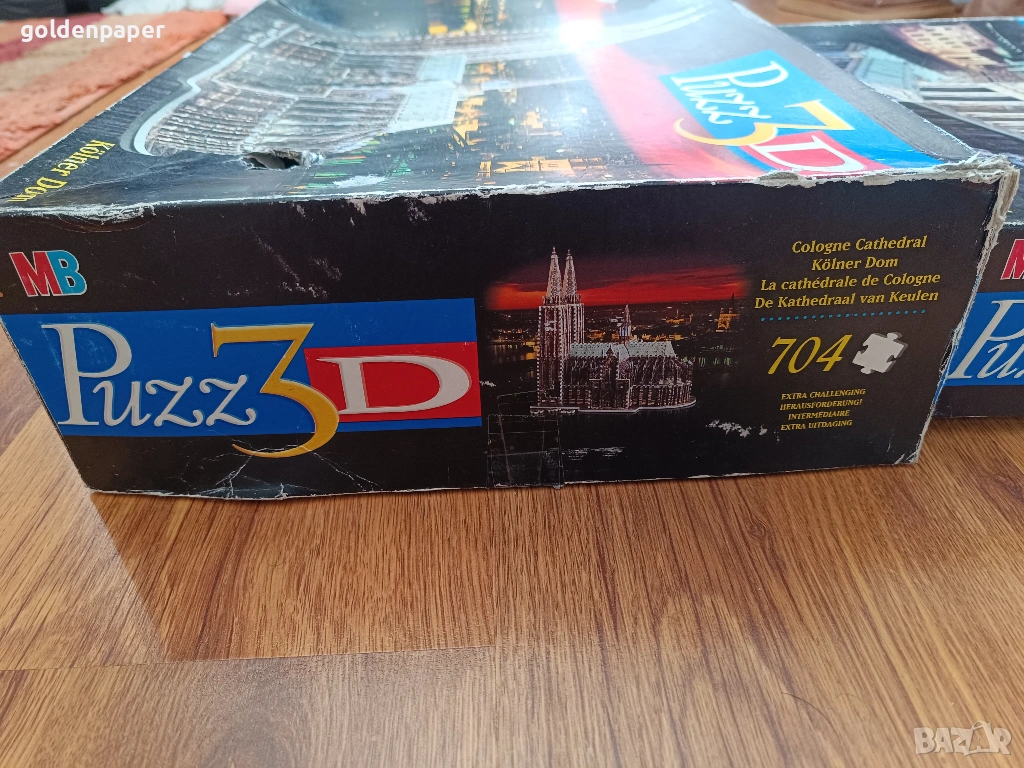 goldenpaper
Puzz3D
Kölner Dom
MB
Puzz3D
Cologne Cathedral
Kölner Dom
La cathédrale de Cologne
De Kathedraal van Keulen
704
EXTRA CHALLENGING
HERAUSFORDERUNG!
INTERMÉDIAIRE
EXTRA UITDAGING
BAZAR